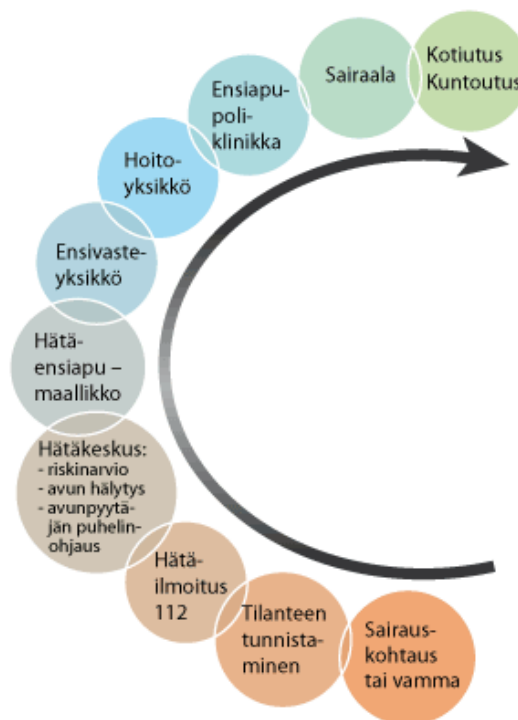 Kotiutus
Kuntoutus
Sairaala
Ensiapu-
poli-
klinikka
Hoito-
yksikkö
Ensivaste-
yksikkö
Hätä-
ensiapu –
maallikko
Hätäkeskus:
- riskinarvio
- avun hälytys
- avunpyytä-
jän puhelin-
ohjaus
Hätä-
ilmoitus
112
Tilanteen
tunnista-
minen
Sairaus-
kohtaus
tai vamma